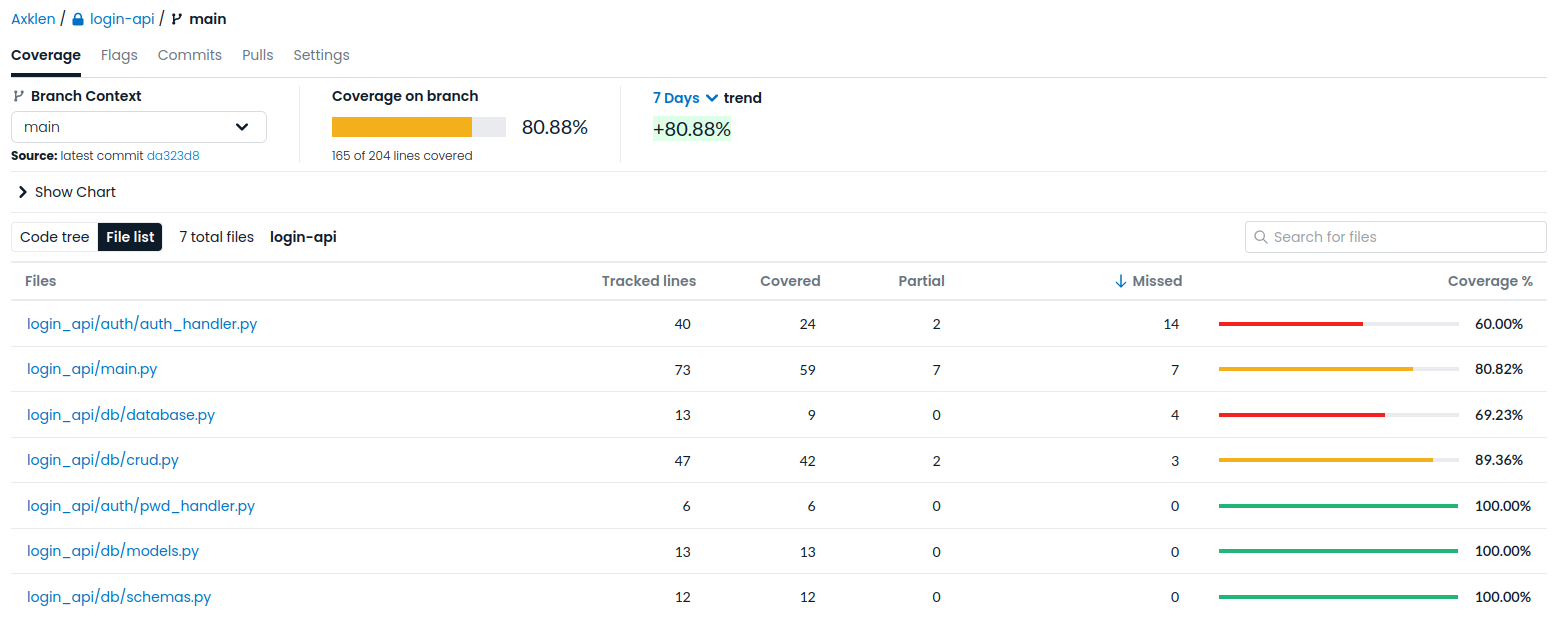 Axklen / login-api / main
Coverage Flags Commits Pulls Settings
Branch Context
main
Source: latest commit da323d8
Coverage on branch
80.88%
165 of 204 lines covered
7 Days trend
+80.88%
Show Chart
Code tree File list 7 total files login-api Search for files
Files Tracked lines Covered Partial Missed Coverage %
login_api/auth/auth_handler.py 40 24 2 14 60.00%
login_api/main.py 73 59 7 7 80.82%
login_api/db/database.py 13 9 0 4 69.23%
login_api/db/crud.py 47 42 2 3 89.36%
login_api/auth/pwd_handler.py 6 6 0 0 100.00%
login_api/db/models.py 13 13 0 0 100.00%
login_api/db/schemas.py 12 12 0 0 100.00%